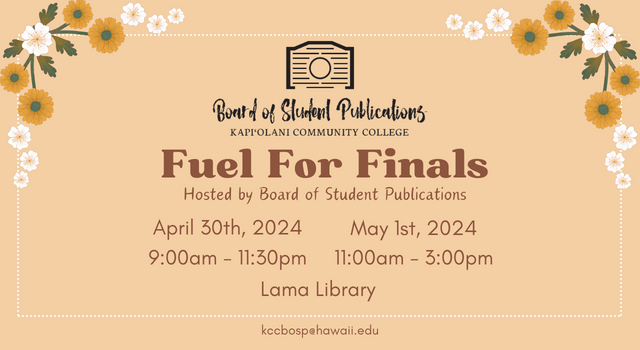 Board of Student Publications
KAPIʻOLANI COMMUNITY COLLEGE
Fuel For Finals
Hosted by Board of Student Publications
April 30th, 2024 May 1st, 2024
9:00am - 11:30pm 11:00am - 3:00pm
Lama Library
kccbosp@hawaii.edu